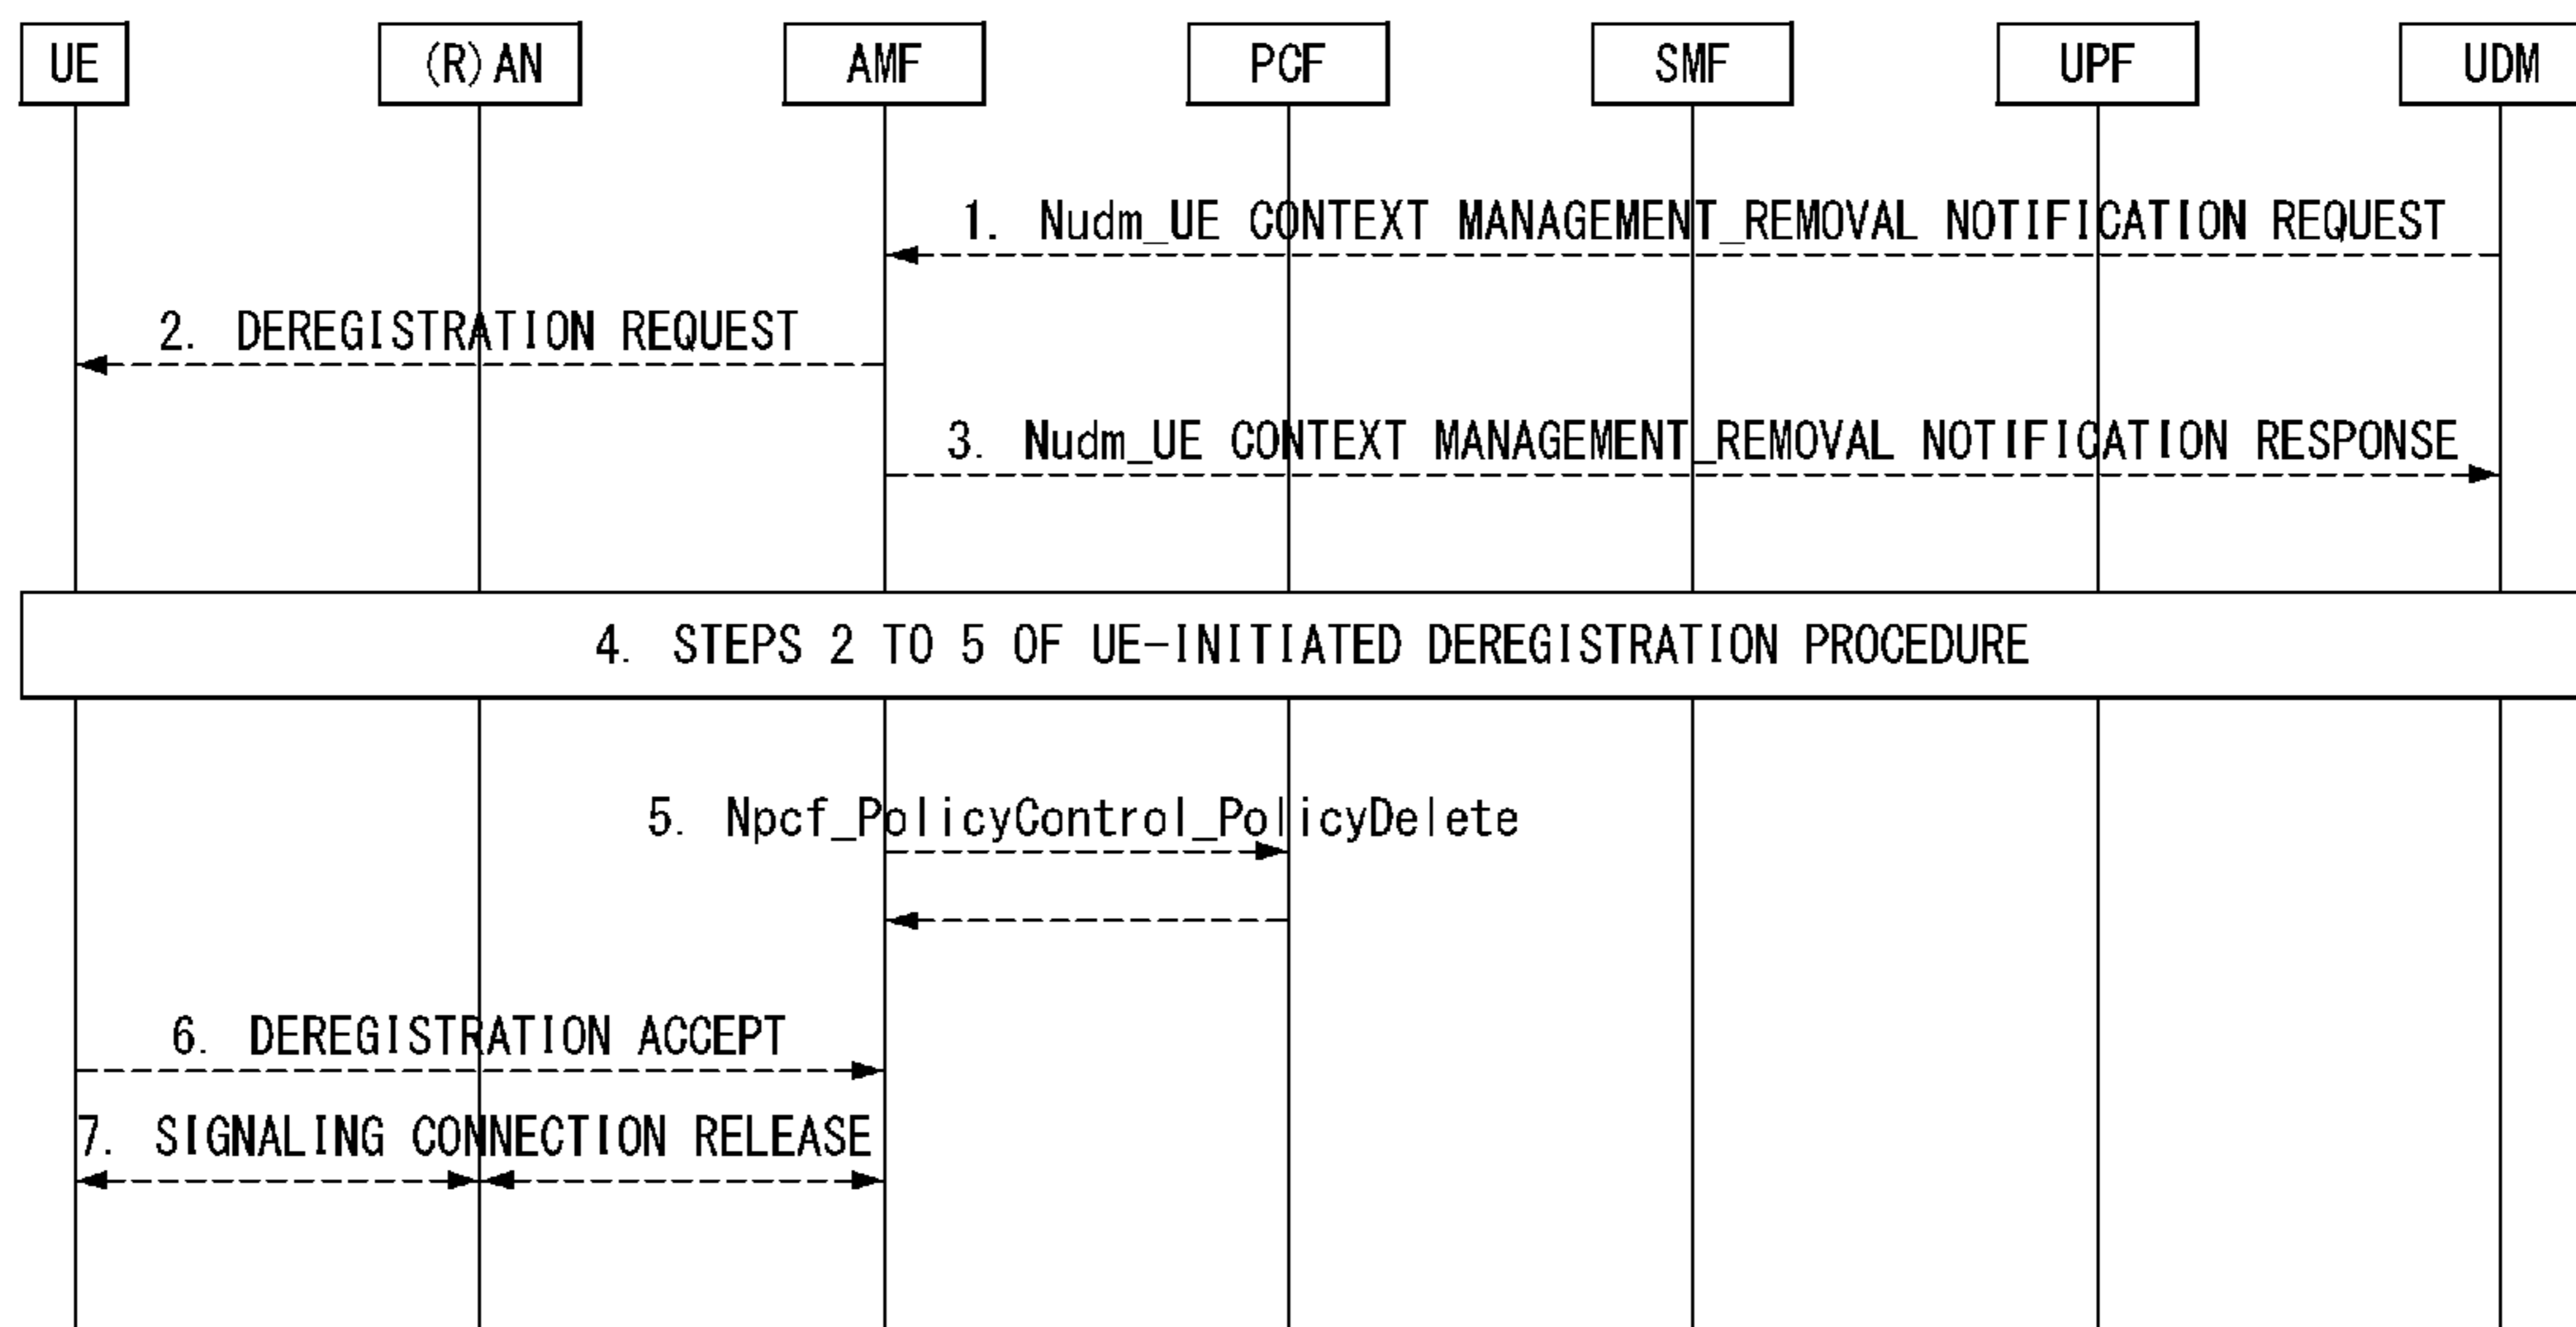 UE
(R)AN
AMF
PCF
SMF
UPF
UDM
1. Nudm_UE CONTEXT MANAGEMENT_REMOVAL NOTIFICATION REQUEST
2. DEREGISTRATION REQUEST
3. Nudm_UE CONTEXT MANAGEMENT_REMOVAL NOTIFICATION RESPONSE
4. STEPS 2 TO 5 OF UE-INITIATED DEREGISTRATION PROCEDURE
5. Npcf_PolicyControl_PolicyDelete
6. DEREGISTRATION ACCEPT
7. SIGNALING CONNECTION RELEASE